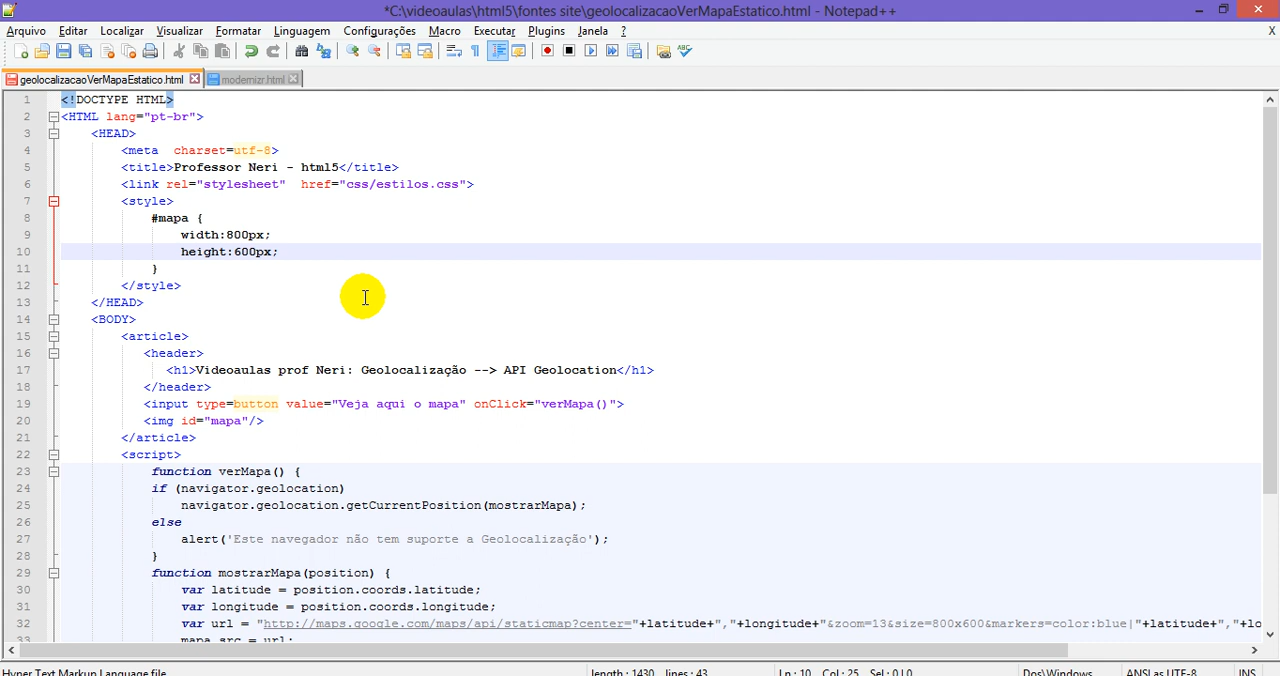 *C:\videoaulas\html5\fontes site\geolocalizacaoVerMapaEstatico.html - Notepad++
Arquivo Editar Localizar Visualizar Formatar Linguagem Configurações Macro Executar Plugins Janela ? X
geolocalizacaoVerMapaEstatico.html modernizr.html
1 <!DOCTYPE HTML>
2 <HTML lang="pt-br">
3 <HEAD>
4 <meta charset=utf-8>
5 <title>Professor Neri - html5</title>
6 <link rel="stylesheet" href="css/estilos.css">
7 <style>
8 #mapa {
9 width:800px;
10 height:600px;
11 }
12 </style>
13 </HEAD>
14 <BODY>
15 <article>
16 <header>
17 <h1>Videoaulas prof Neri: Geolocalização --> API Geolocation</h1>
18 </header>
19 <input type=button value="Veja aqui o mapa" onClick="verMapa()">
20 <img id="mapa"/>
21 </article>
22 <script>
23 function verMapa() {
24 if (navigator.geolocation)
25 navigator.geolocation.getCurrentPosition(mostrarMapa);
26 else
27 alert('Este navegador não tem suporte a Geolocalização');
28 }
29 function mostrarMapa(position) {
30 var latitude = position.coords.latitude;
31 var longitude = position.coords.longitude;
32 var url = "http://maps.google.com/maps/api/staticmap?center="+latitude+","+longitude+"&zoom=13&size=800x600&markers=color:blue|"+latitude+","+lo
33 mapa.src = url;
Hyper Text Markup Language file length : 1430 lines : 43 Ln : 10 Col : 25 Sel : 0 | 0 Dos\Windows ANSI as UTF-8 INS